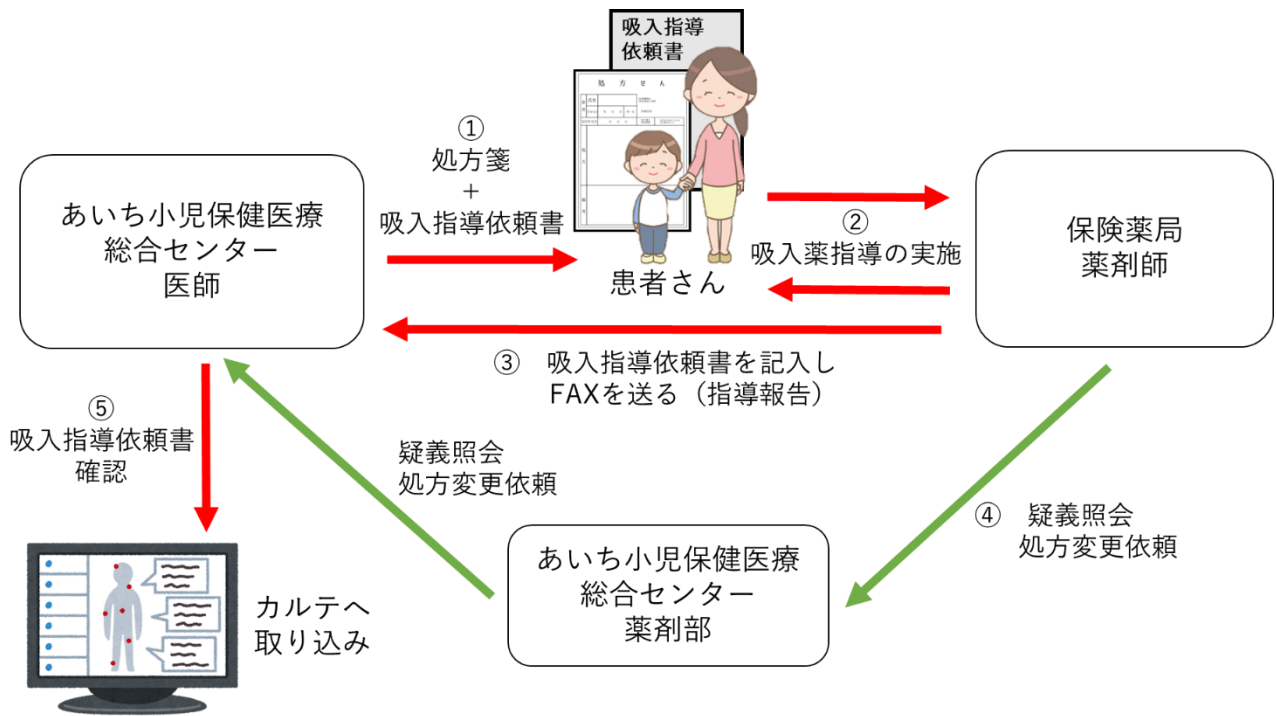 吸入指導
依頼書
処方せん
①
処方箋
+
吸入指導依頼書
あいち小児保健医療
総合センター
医師
患者さん
②
吸入薬指導の実施
保険薬局
薬剤師
③ 吸入指導依頼書を記入し
FAXを送る（指導報告）
⑤
吸入指導依頼書
確認
疑義照会
処方変更依頼
④ 疑義照会
処方変更依頼
あいち小児保健医療
総合センター
薬剤部
カルテへ
取り込み